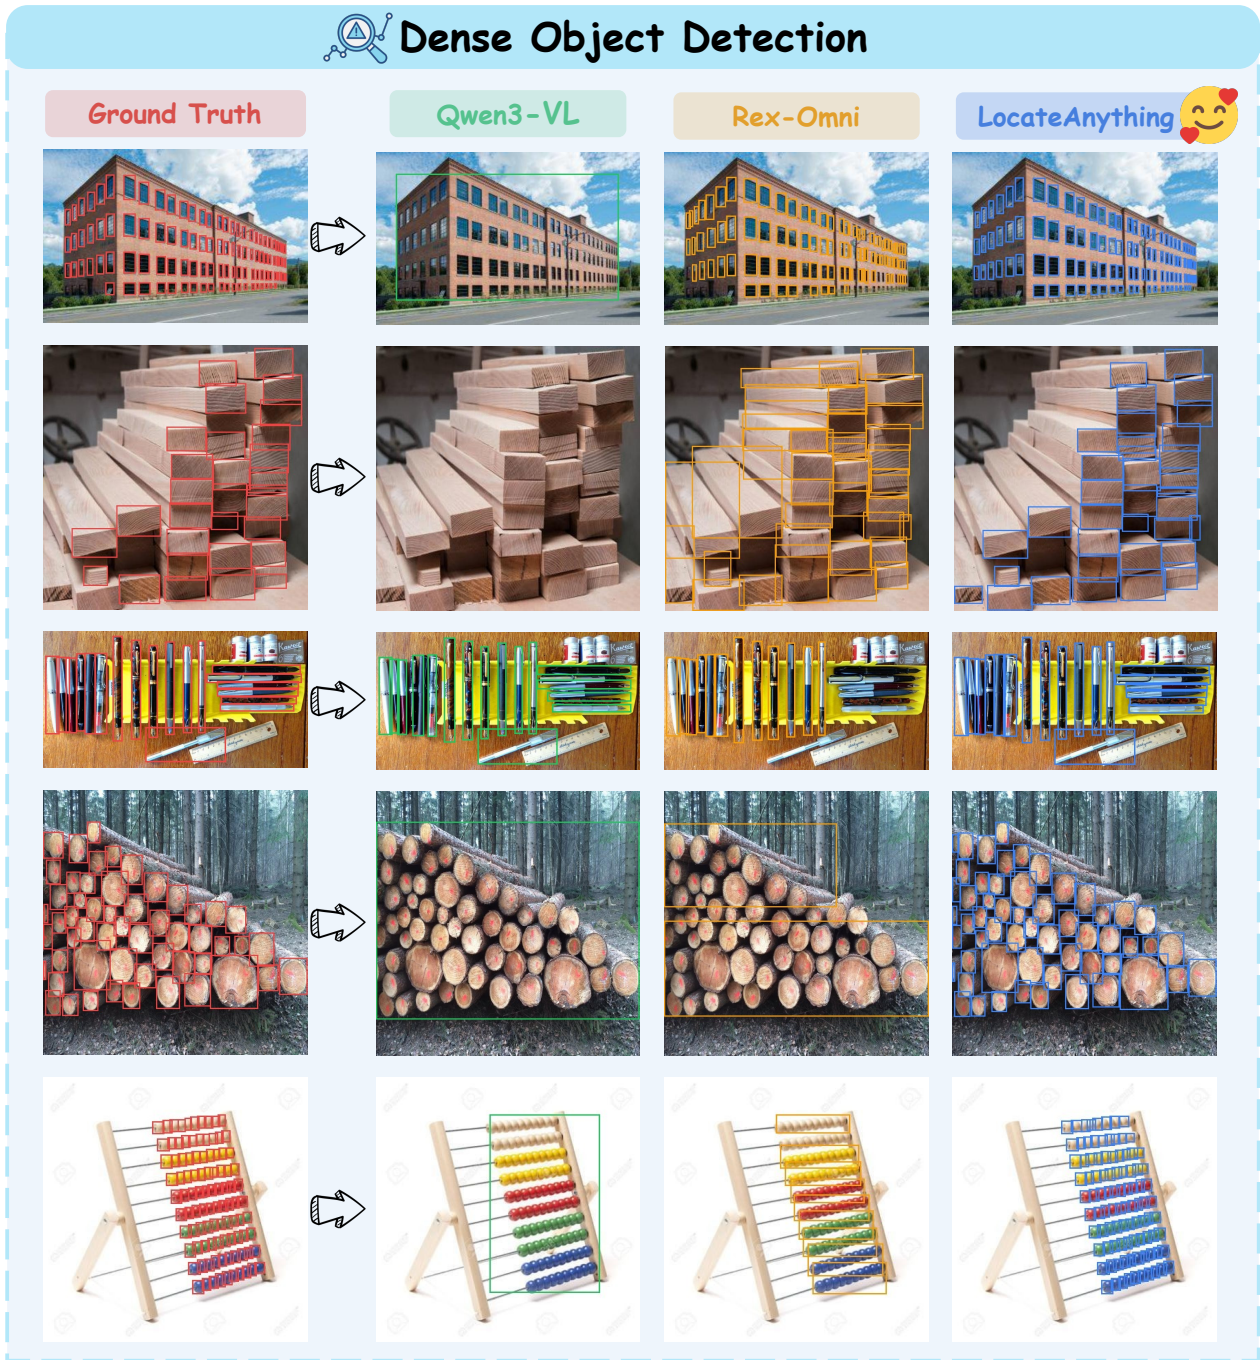 Dense Object Detection
Ground Truth
Qwen3-VL
Rex-Omni
LocateAnything